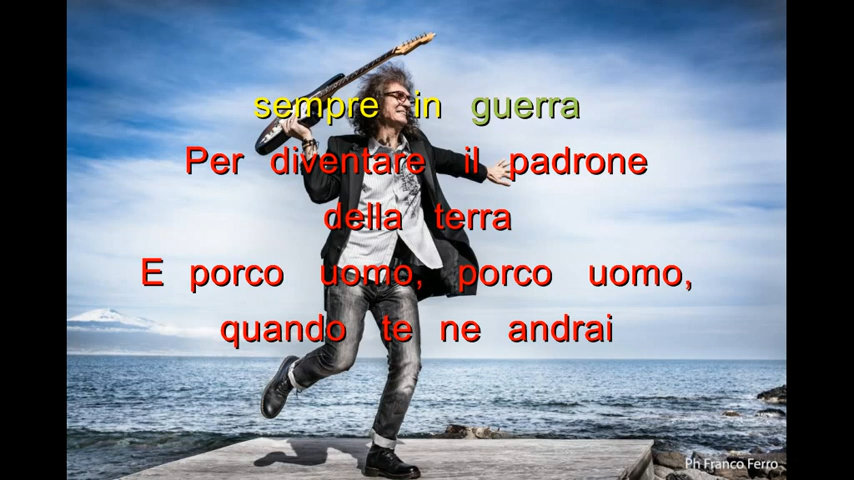 sempre in guerra
Per diventare il padrone
della terra
E porco uomo, porco uomo,
quando te ne andrai
Ph Franco Ferro